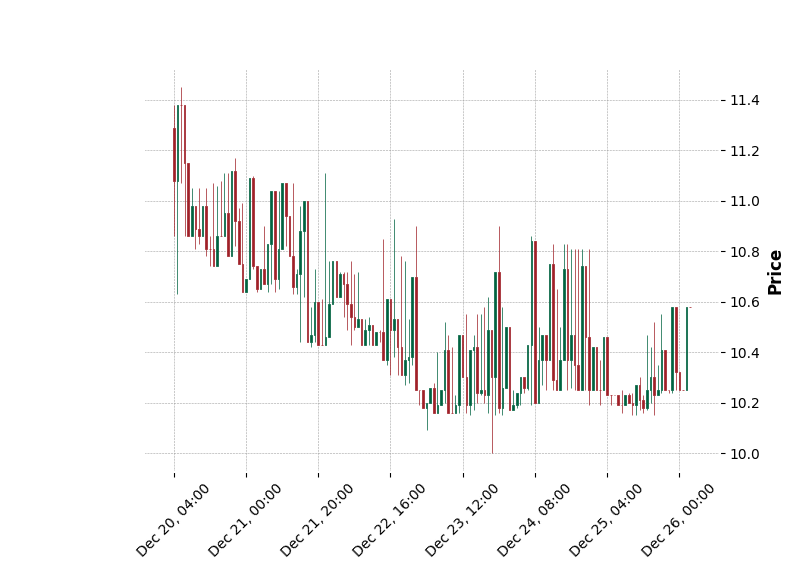 11.4
11.2
11.0
10.8
10.6
10.4
10.2
10.0
Price
Dec 20, 04:00
Dec 21, 00:00
Dec 21, 20:00
Dec 22, 16:00
Dec 23, 12:00
Dec 24, 08:00
Dec 25, 04:00
Dec 26, 00:00